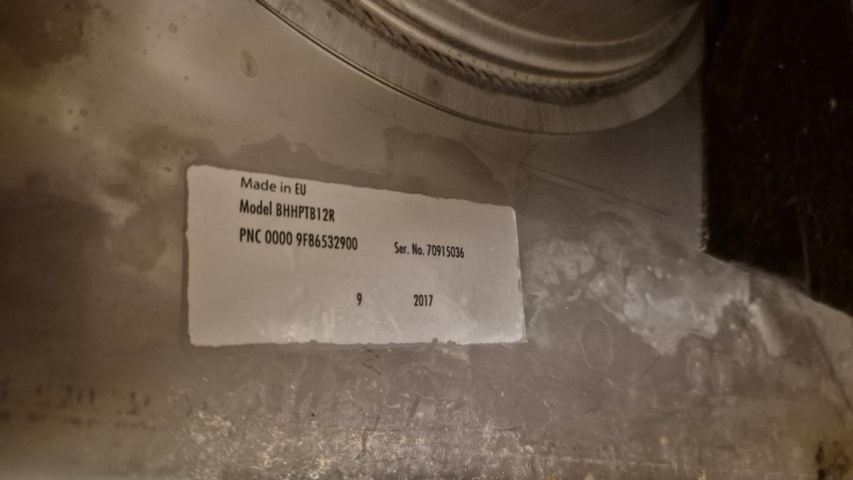 Made in EU
Model BHHPTB12R
PNC 0000 9F86532900 Ser. No. 70915036
9 2017